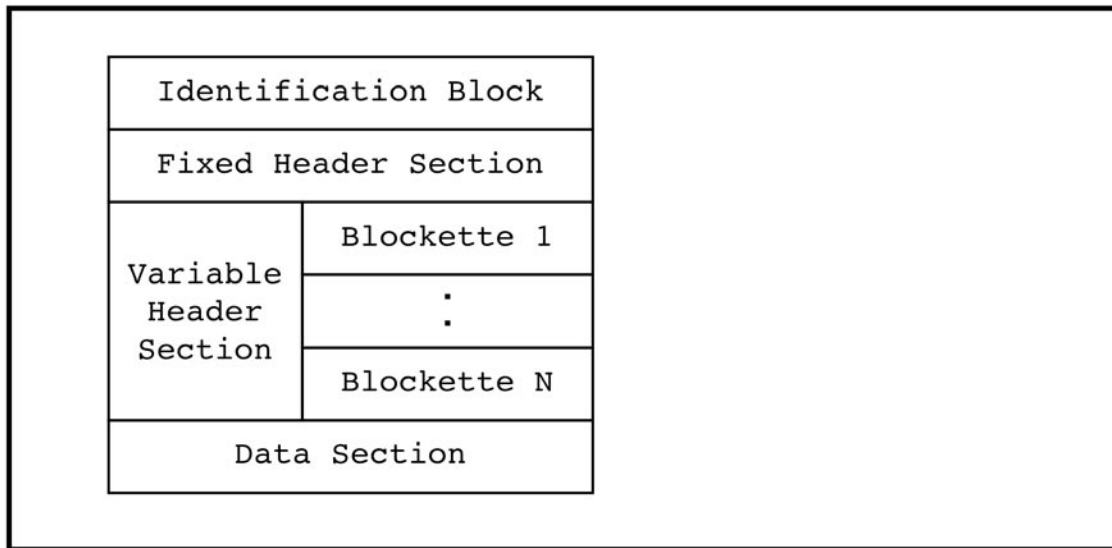 Identification Block
Fixed Header Section
Variable
Header
Section
Blockette 1
:
Blockette N
Data Section